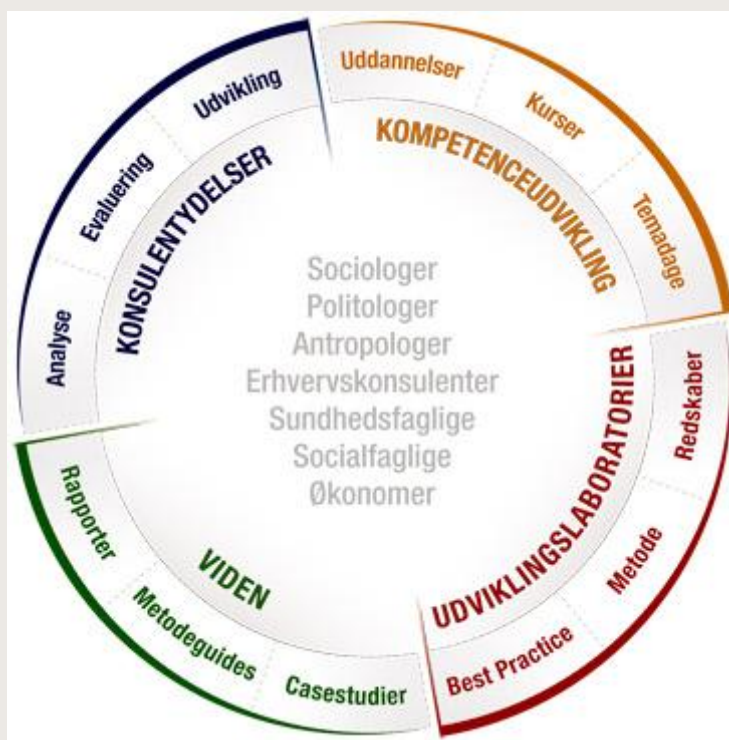 Uddannelser
Kurser
Temadage
KOMPETENCEUDVIKLING
Redskaber
Metode
Best Practice
UDVIKLINGSLABORATORIER
Casestudier
Metodeguides
Rapporter
VIDEN
Analyse
Evaluering
Udvikling
KONSULENTYDELSER
Sociologer
Politologer
Antropologer
Erhvervskonsulenter
Sundhedsfaglige
Socialfaglige
Økonomer